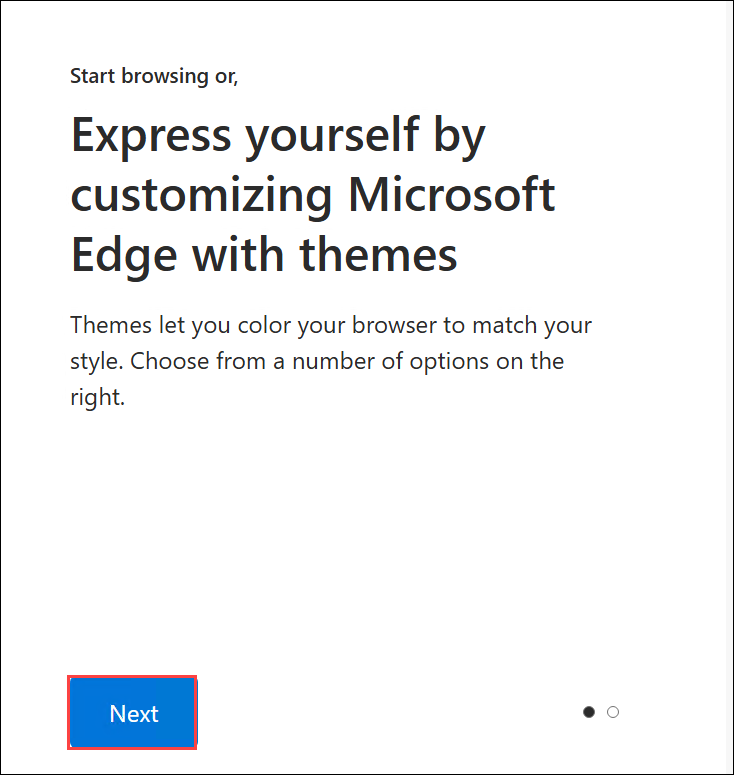 Start browsing or,
Express yourself by
customizing Microsoft
Edge with themes
Themes let you color your browser to match your
style. Choose from a number of options on the
right.
Next